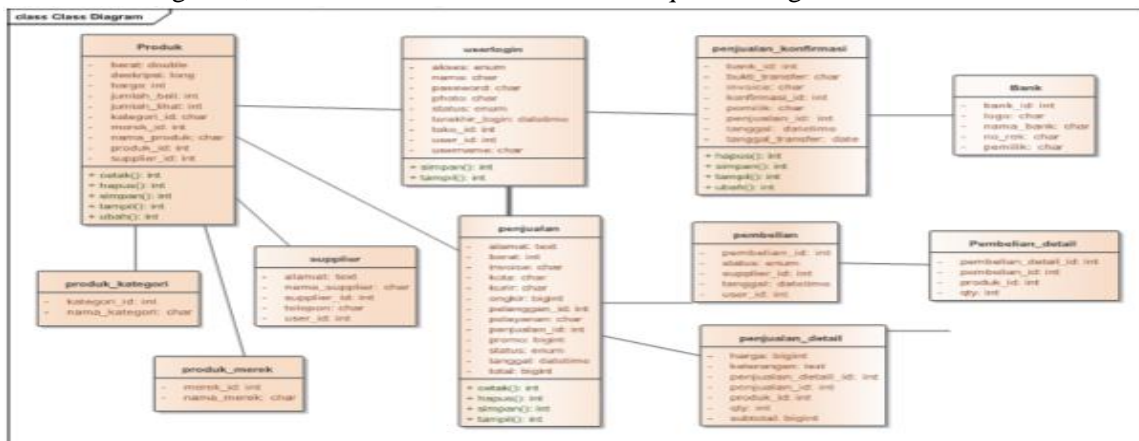 class Class Diagram
Produk
- berat: double
- deskripsi: long
- harga: int
- jumlah_beli: int
- jumlah_lihat: int
- kategori_id: char
- merek_id: int
- nama_produk: char
- produk_id: int
- supplier_id: int
+ cetak(): int
+ hapus(): int
+ simpan(): int
+ tampil(): int
+ ubah(): int
userlogin
- akses: enum
- nama: char
- password: char
- photo: char
- status: enum
- terakhir_login: datetime
- toko_id: int
- user_id: int
- username: char
+ simpan(): int
+ tampil(): int
penjualan_konfirmasi
- bank_id: int
- bukti_transfer: char
- invoice: char
- konfirmasi_id: int
- pemilik: char
- penjualan_id: int
- tanggal: datetime
- tanggal_transfer: date
+ hapus(): int
+ simpan(): int
+ tampil(): int
+ ubah(): int
Bank
- bank_id: int
- logo: char
- nama_bank: char
- no_rek: char
- pemilik: char
penjualan
- alamat: text
- berat: int
- invoice: char
- kota: char
- kurir: char
- ongkir: bigint
- pelanggan_id: int
- pelayanan: char
- penjualan_id: int
- promo: bigint
- status: enum
- tanggal: datetime
- total: bigint
+ cetak(): int
+ hapus(): int
+ simpan(): int
+ tampil(): int
pembelian
- pembelian_id: int
- status: enum
- supplier_id: int
- tanggal: datetime
- user_id: int
Pembelian_detail
- pembelian_detail_id: int
- pembelian_id: int
- produk_id: int
- qty: int
supplier
- alamat: text
- nama_supplier: char
- supplier_id: int
- telepon: char
- user_id: int
produk_kategori
- kategori_id: int
- nama_kategori: char
produk_merek
- merek_id: int
- nama_merek: char
penjualan_detail
- harga: bigint
- keterangan: text
- penjualan_detail_id: int
- penjualan_id: int
- produk_id: int
- qty: int
- subtotal: bigint